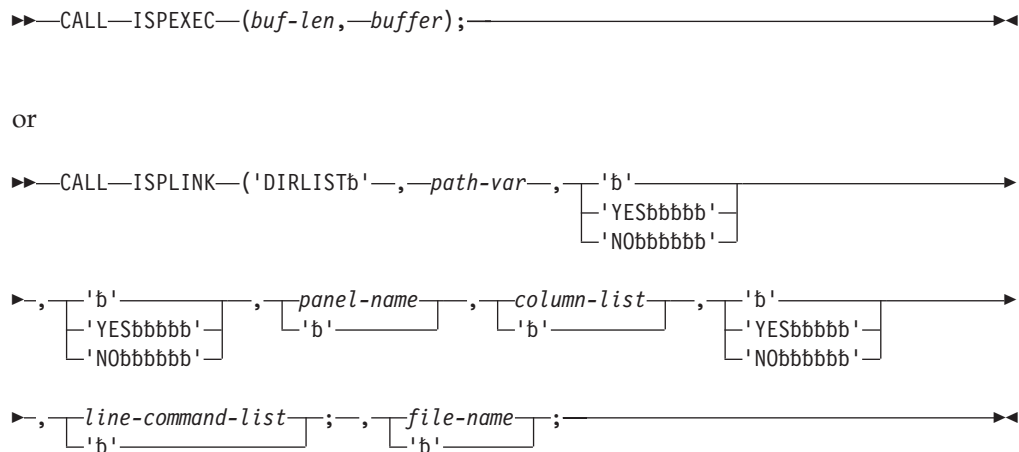 ►►—CALL—ISPEXEC—(buf-len,—buffer);—►◄
or
►►—CALL—ISPLINK—('DIRLISTƀ'—,—path-var—,—'ƀ'—►
'YESƀƀƀƀƀ'
'NOƀƀƀƀƀƀ'
►—,—'ƀ'—,—panel-name—,—column-list—,—'ƀ'—►
'YESƀƀƀƀƀ' 'ƀ' 'ƀ' 'YESƀƀƀƀƀ'
'NOƀƀƀƀƀƀ' 'NOƀƀƀƀƀƀ'
►—,—line-command-list—;—,—file-name—;—►◄
'ƀ' 'ƀ'